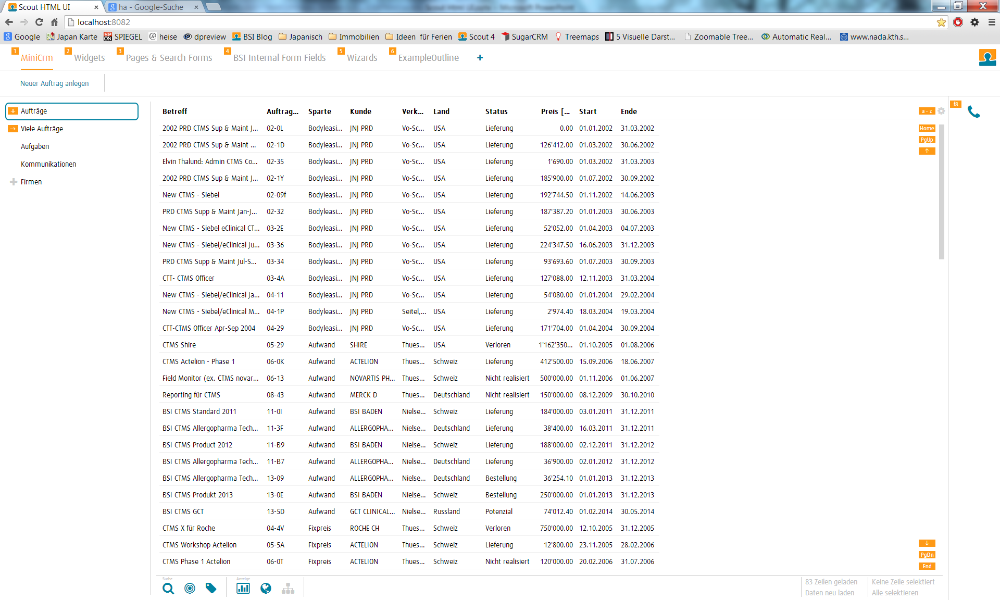 Scout HTML UI
ha - Google-Suche
localhost:8082
Google Japan Karte SPIEGEL heise dpreview BSI Blog Japanisch Immobilien Ideen für Ferien Scout 4 SugarCRM Treemaps 5 Visuelle Darst... Zoomable Tree... Automatic Real... www.nada.kth.s...
1 MiniCrm 2 Widgets 3 Pages & Search Forms 4 BSI Internal Form Fields 5 Wizards 6 ExampleOutline +
Neuer Auftrag anlegen
Aufträge
Viele Aufträge
Aufgaben
Kommunikationen
Firmen
Betreff Auftrag... Sparte Kunde Verk... Land Status Preis [... Start Ende a - z f8
2002 PRD CTMS Sup & Maint J... 02-0L Bodyleasi... JNJ PRD Vo-Sc... USA Lieferung 0.00 01.01.2002 31.03.2002 Home
2002 PRD CTMS Sup & Maint ... 02-1D Bodyleasi... JNJ PRD Vo-Sc... USA Lieferung 126'412.00 01.03.2002 30.06.2002 PgUp
Elvin Thalund: Admin CTMS Co... 02-35 Bodyleasi... JNJ PRD Vo-Sc... USA Lieferung 1'690.00 01.03.2002 31.03.2003 ↑
2002 PRD CTMS Sup & Maint J... 02-1Y Bodyleasi... JNJ PRD Vo-Sc... USA Lieferung 185'900.00 01.07.2002 30.09.2002
New CTMS - Siebel 02-09f Bodyleasi... JNJ PRD Vo-Sc... USA Lieferung 192'744.50 01.11.2002 14.06.2003
PRD CTMS Supp & Maint Jan-J... 02-32 Bodyleasi... JNJ PRD Vo-Sc... USA Lieferung 187'387.20 01.01.2003 30.06.2003
New CTMS - Siebel eClinical CT... 03-2E Bodyleasi... JNJ PRD Vo-Sc... USA Lieferung 52'052.00 01.04.2003 04.07.2003
New CTMS - Siebel/eClinical Ju... 03-36 Bodyleasi... JNJ PRD Vo-Sc... USA Lieferung 224'347.50 16.06.2003 31.12.2003
PRD CTMS Supp & Maint Jul-S... 03-34 Bodyleasi... JNJ PRD Vo-Sc... USA Lieferung 93'693.60 01.07.2003 30.09.2003
CTT- CTMS Officer 03-4A Bodyleasi... JNJ PRD Vo-Sc... USA Lieferung 127'088.00 12.11.2003 31.03.2004
New CTMS - Siebel/eClinical Ja... 04-11 Bodyleasi... JNJ PRD Vo-Sc... USA Lieferung 54'080.00 01.01.2004 29.02.2004
New CTMS - Siebel/eClinical M... 04-1P Bodyleasi... JNJ PRD Seitel,... USA Lieferung 2'974.40 18.03.2004 19.03.2004
CTT-CTMS Officer Apr-Sep 2004 04-29 Bodyleasi... JNJ PRD Vo-Sc... USA Lieferung 171'704.00 01.04.2004 30.09.2004
CTMS Shire 05-29 Aufwand SHIRE Thues... USA Verloren 1'162'350... 01.10.2005 01.08.2006
CTMS Actelion - Phase 1 06-0K Aufwand ACTELION Thues... Schweiz Lieferung 412'500.00 15.09.2006 18.06.2007
Field Monitor (ex. CTMS novar... 06-13 Aufwand NOVARTIS PH... Thues... Schweiz Nicht realisiert 500'000.00 01.11.2006 01.06.2007
Reporting für CTMS 08-43 Aufwand MERCK D Thues... Deutschland Nicht realisiert 150'000.00 08.12.2009 30.10.2010
BSI CTMS Standard 2011 11-0I Aufwand BSI BADEN Nielse... Schweiz Lieferung 184'000.00 03.01.2011 31.12.2011
BSI CTMS Allergopharma Tech... 11-3F Aufwand ALLERGOPHA... Nielse... Deutschland Lieferung 38'400.00 16.03.2011 31.12.2011
BSI CTMS Product 2012 11-B9 Aufwand BSI BADEN Nielse... Schweiz Lieferung 188'000.00 02.12.2011 31.12.2012
BSI CTMS Allergopharma Tech... 11-B7 Aufwand ALLERGOPHA... Nielse... Deutschland Lieferung 36'900.00 02.01.2012 31.12.2012
BSI CTMS Allergopharma Tech... 13-09 Aufwand ALLERGOPHA... Nielse... Deutschland Bestellung 36'254.10 01.01.2013 31.12.2013
BSI CTMS Produkt 2013 13-0E Aufwand BSI BADEN Nielse... Schweiz Bestellung 250'000.00 01.01.2013 31.12.2013
BSI CTMS GCT 13-5D Aufwand GCT CLINICAL... Nielse... Russland Potenzial 74'012.40 01.02.2014 30.05.2014
CTMS X für Roche 04-4V Fixpreis ROCHE CH Thues... Schweiz Verloren 750'000.00 12.10.2005 31.12.2005
CTMS Workshop Actelion 05-5A Fixpreis ACTELION Thues... Schweiz Lieferung 12'800.00 23.11.2005 28.02.2006 ↓
CTMS Phase 1 Actelion 06-0T Fixpreis ACTELION Thues... Schweiz Nicht realisiert 120'000.00 20.02.2006 31.07.2006 PgDn
End
Suche Anzeige
83 Zeilen geladen Keine Zeile selektiert
Daten neu laden Alle selektieren